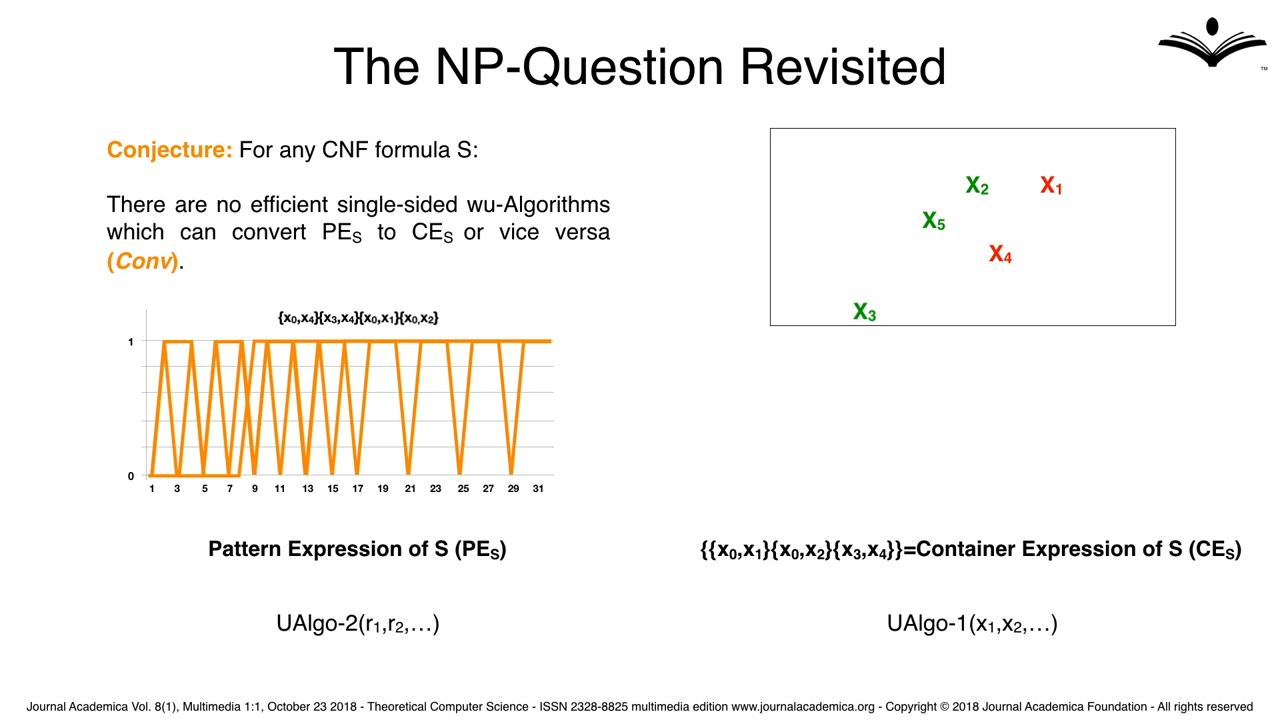 The NP-Question Revisited
TM
Conjecture: For any CNF formula S:
There are no efficient single-sided wu-Algorithms
which can convert PES to CES or vice versa
(Conv).
X2 X1
X5
X4
X3
{x0,x4}{x3,x4}{x0,x1}{x0,x2}
1
0
1 3 5 7 9 11 13 15 17 19 21 23 25 27 29 31
Pattern Expression of S (PES)
{{x0,x1}{x0,x2}{x3,x4}}=Container Expression of S (CES)
UAlgo-2(r1,r2,…)
UAlgo-1(x1,x2,…)
Journal Academica Vol. 8(1), Multimedia 1:1, October 23 2018 - Theoretical Computer Science - ISSN 2328-8825 multimedia edition www.journalacademica.org - Copyright © 2018 Journal Academica Foundation - All rights reserved